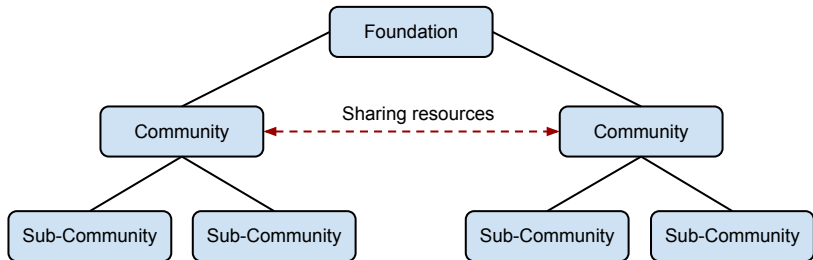 Foundation
Sharing resources
Community
Community
Sub-Community
Sub-Community
Sub-Community
Sub-Community